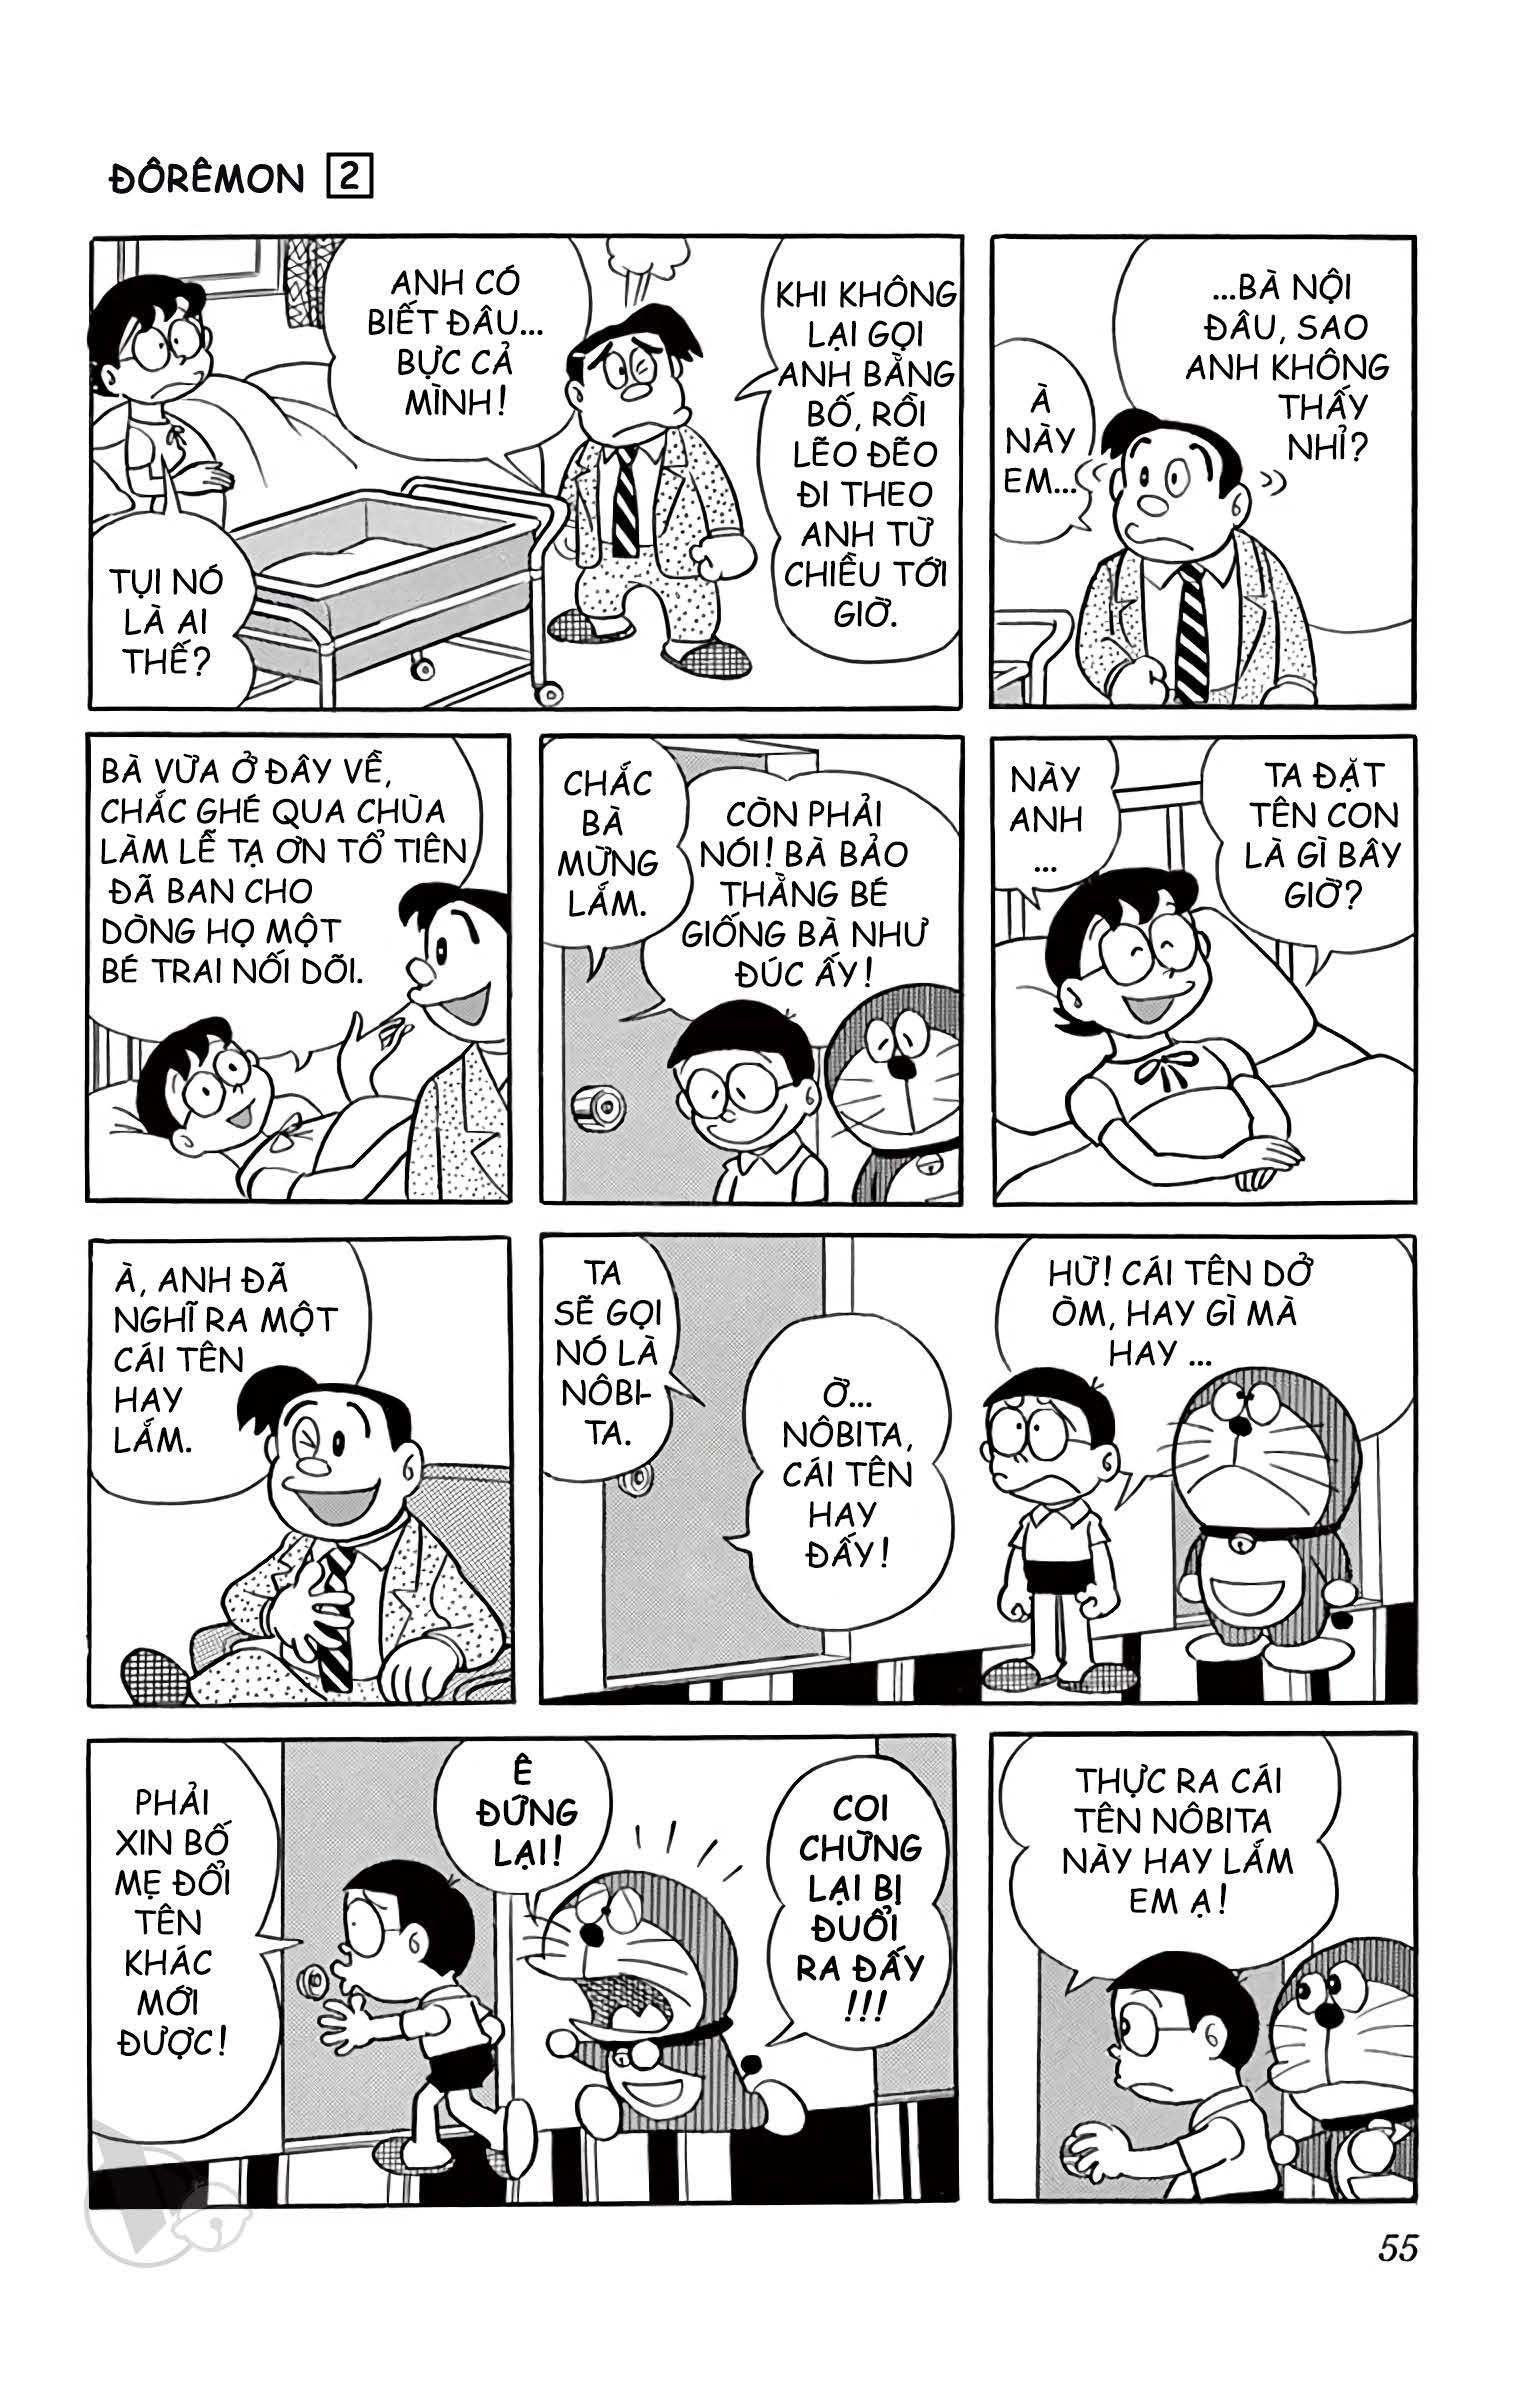 ĐÔRÊMON 2
TỤI NÓ
LÀ AI
THẾ?
ANH CÓ
BIẾT ĐÂU...
BỰC CẢ
MÌNH!
KHI KHÔNG
LẠI GỌI
ANH BẰNG
BỐ, RỒI
LẼO ĐẼO
ĐI THEO
ANH TỪ
CHIỀU TỚI
GIỜ.
À
NÀY
EM...
...BÀ NỘI
ĐÂU, SAO
ANH KHÔNG
THẤY
NHỈ?
BÀ VỪA Ở ĐÂY VỀ,
CHẮC GHÉ QUA CHÙA
LÀM LỄ TẠ ƠN TỔ TIÊN
ĐÃ BAN CHO
DÒNG HỌ MỘT
BÉ TRAI NỐI DÕI.
CHẮC
BÀ
MỪNG
LẮM.
CÒN PHẢI
NÓI! BÀ BẢO
THẰNG BÉ
GIỐNG BÀ NHƯ
ĐÚC ẤY!
NÀY
ANH
...
TA ĐẶT
TÊN CON
LÀ GÌ BÂY
GIỜ?
À, ANH ĐÃ
NGHĨ RA MỘT
CÁI TÊN
HAY
LẮM.
TA
SẼ GỌI
NÓ LÀ
NÔBI-
TA.
Ờ...
NÔBITA,
CÁI TÊN
HAY
ĐẤY!
HỪ! CÁI TÊN DỞ
ÒM, HAY GÌ MÀ
HAY ...
PHẢI
XIN BỐ
MẸ ĐỔI
TÊN
KHÁC
MỚI
ĐƯỢC!
Ê
ĐỨNG
LẠI!
COI
CHỪNG
LẠI BỊ
ĐUỔI
RA ĐẤY
!!!
THỰC RA CÁI
TÊN NÔBITA
NÀY HAY LẮM
EM Ạ!
55